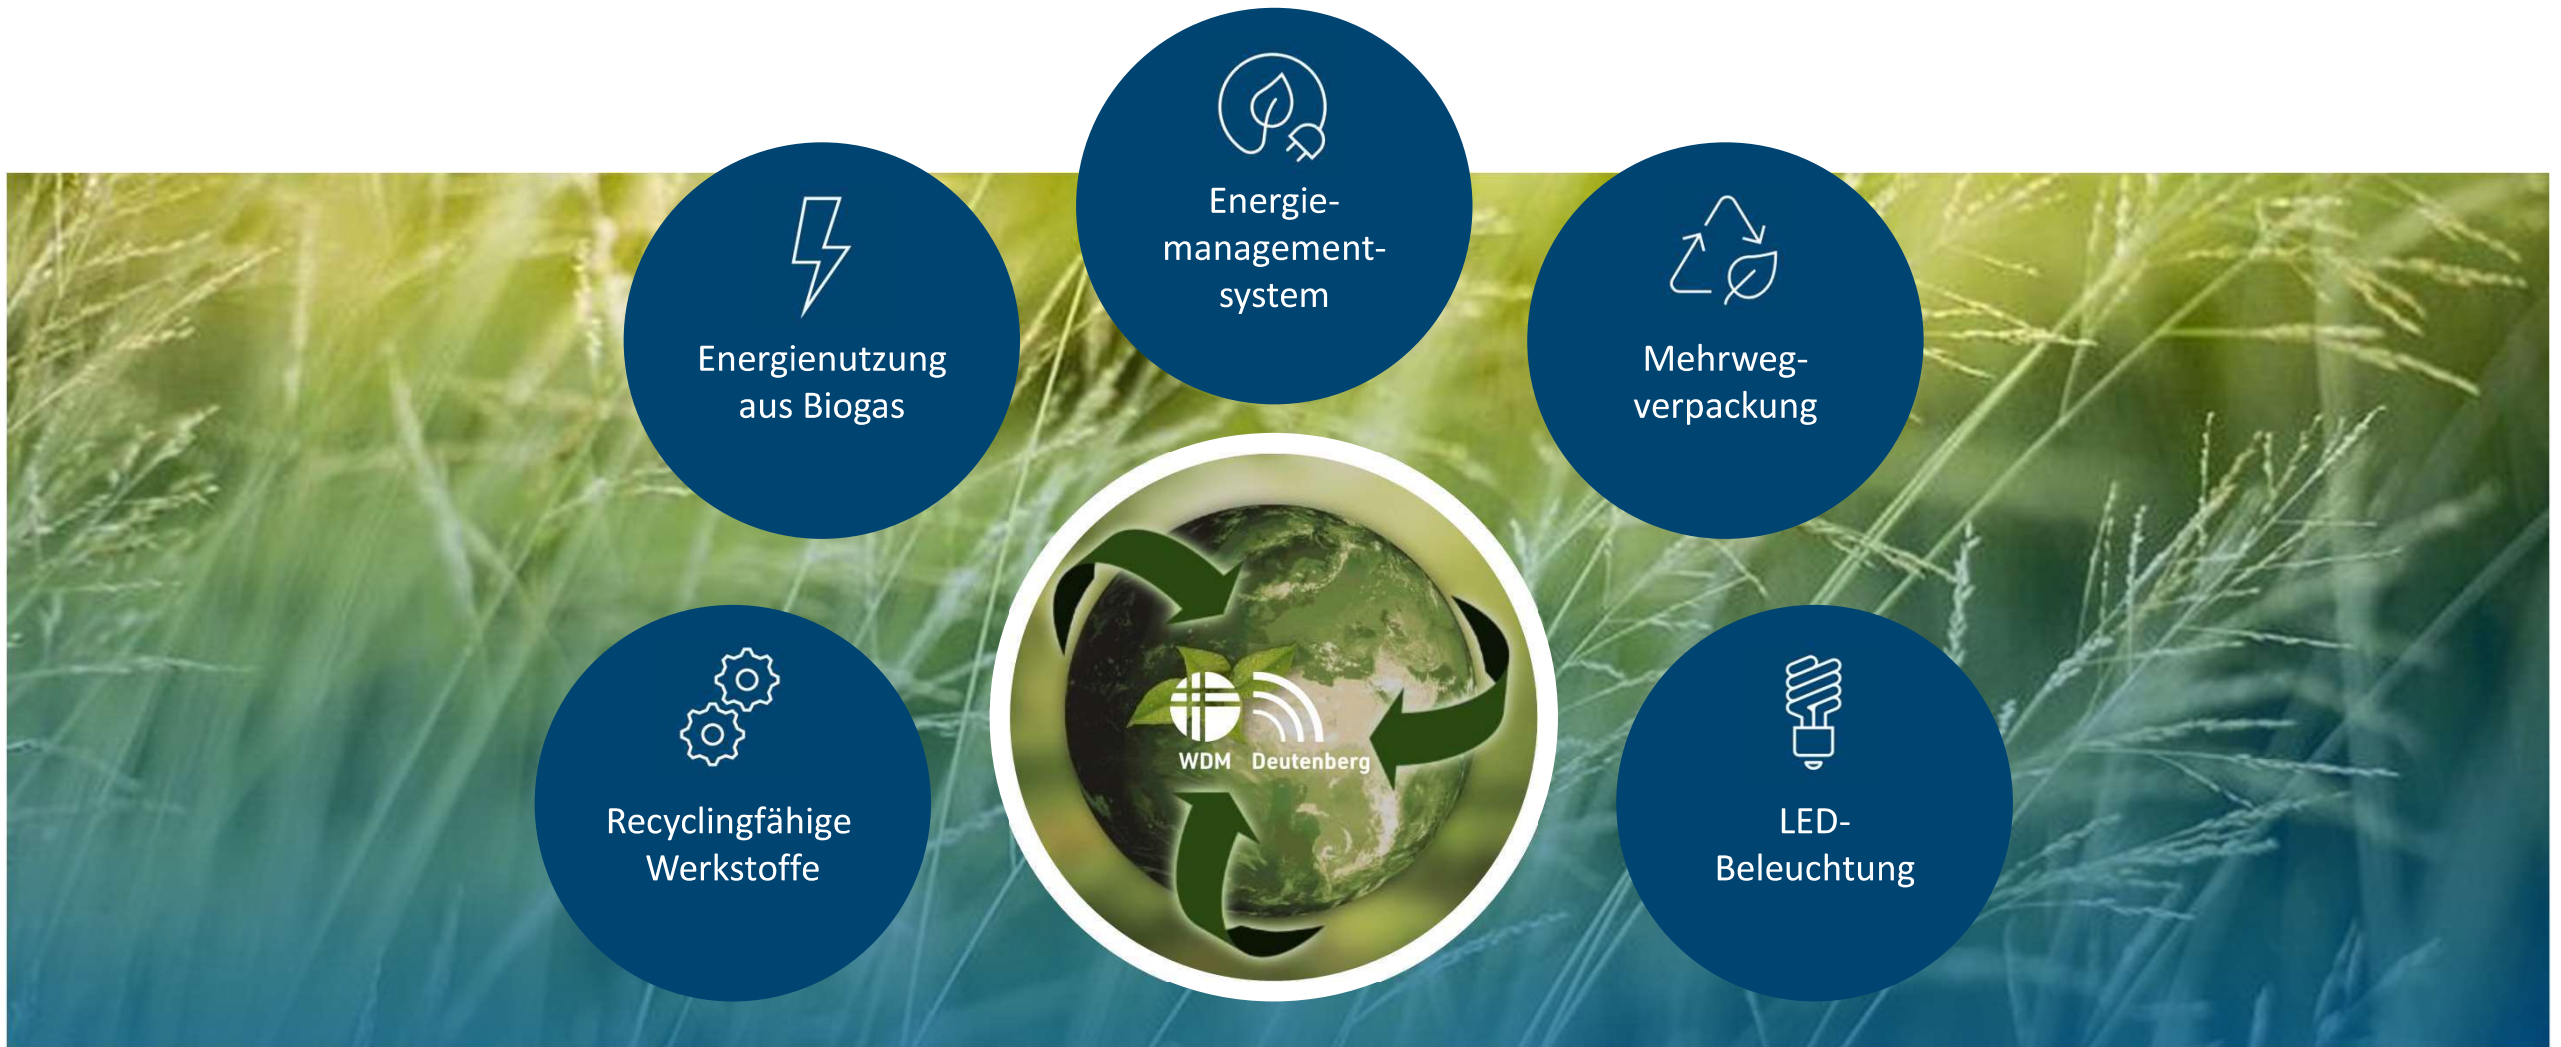 Energie-
management-
system
Energienutzung
aus Biogas
Mehrweg-
verpackung
WDM Deutenberg
Recyclingfähige
Werkstoffe
LED-
Beleuchtung